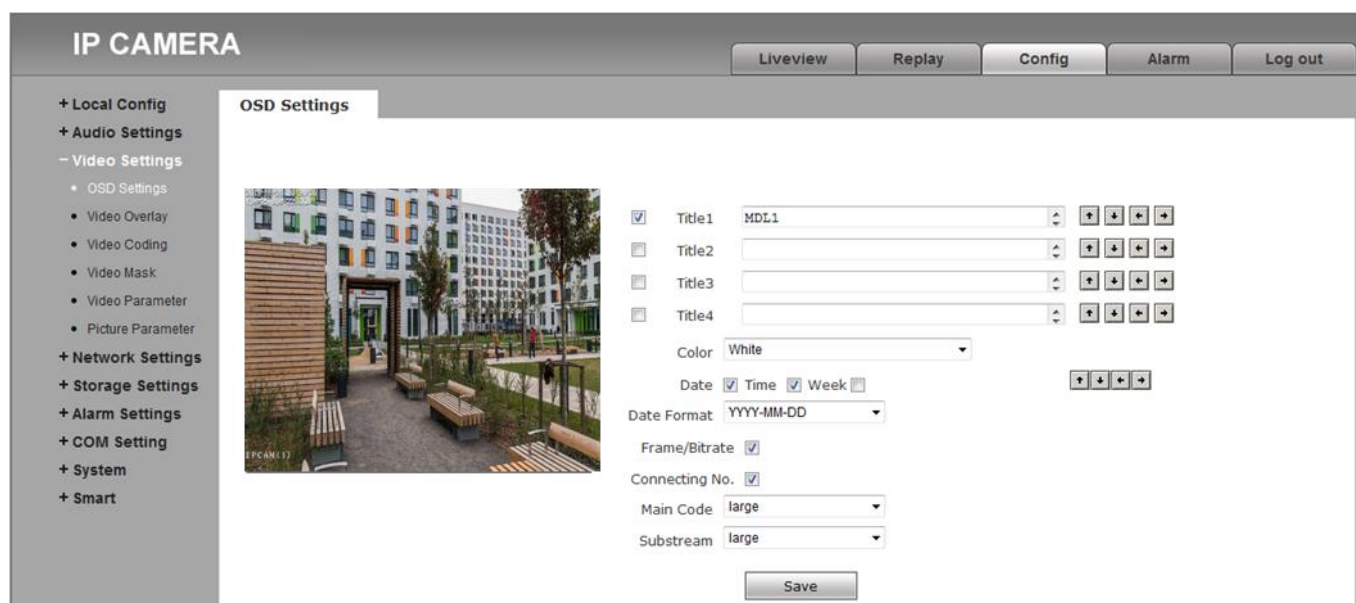 IP CAMERA
Liveview
Replay
Config
Alarm
Log out
+ Local Config
+ Audio Settings
− Video Settings
• OSD Settings
• Video Overlay
• Video Coding
• Video Mask
• Video Parameter
• Picture Parameter
+ Network Settings
+ Storage Settings
+ Alarm Settings
+ COM Setting
+ System
+ Smart
OSD Settings
IPCAM(1)
Title1 MDL1
Title2
Title3
Title4
Color White
Date Time Week
Date Format YYYY-MM-DD
Frame/Bitrate
Connecting No.
Main Code large
Substream large
Save